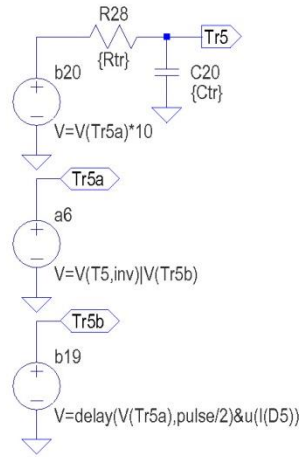 R28
{Rtr}
Tr5
b20
C20
{Ctr}
V=V(Tr5a)*10
Tr5a
a6
V=V(T5,inv)|V(Tr5b)
Tr5b
b19
V=delay(V(Tr5a),pulse/2)&u(I(D5))